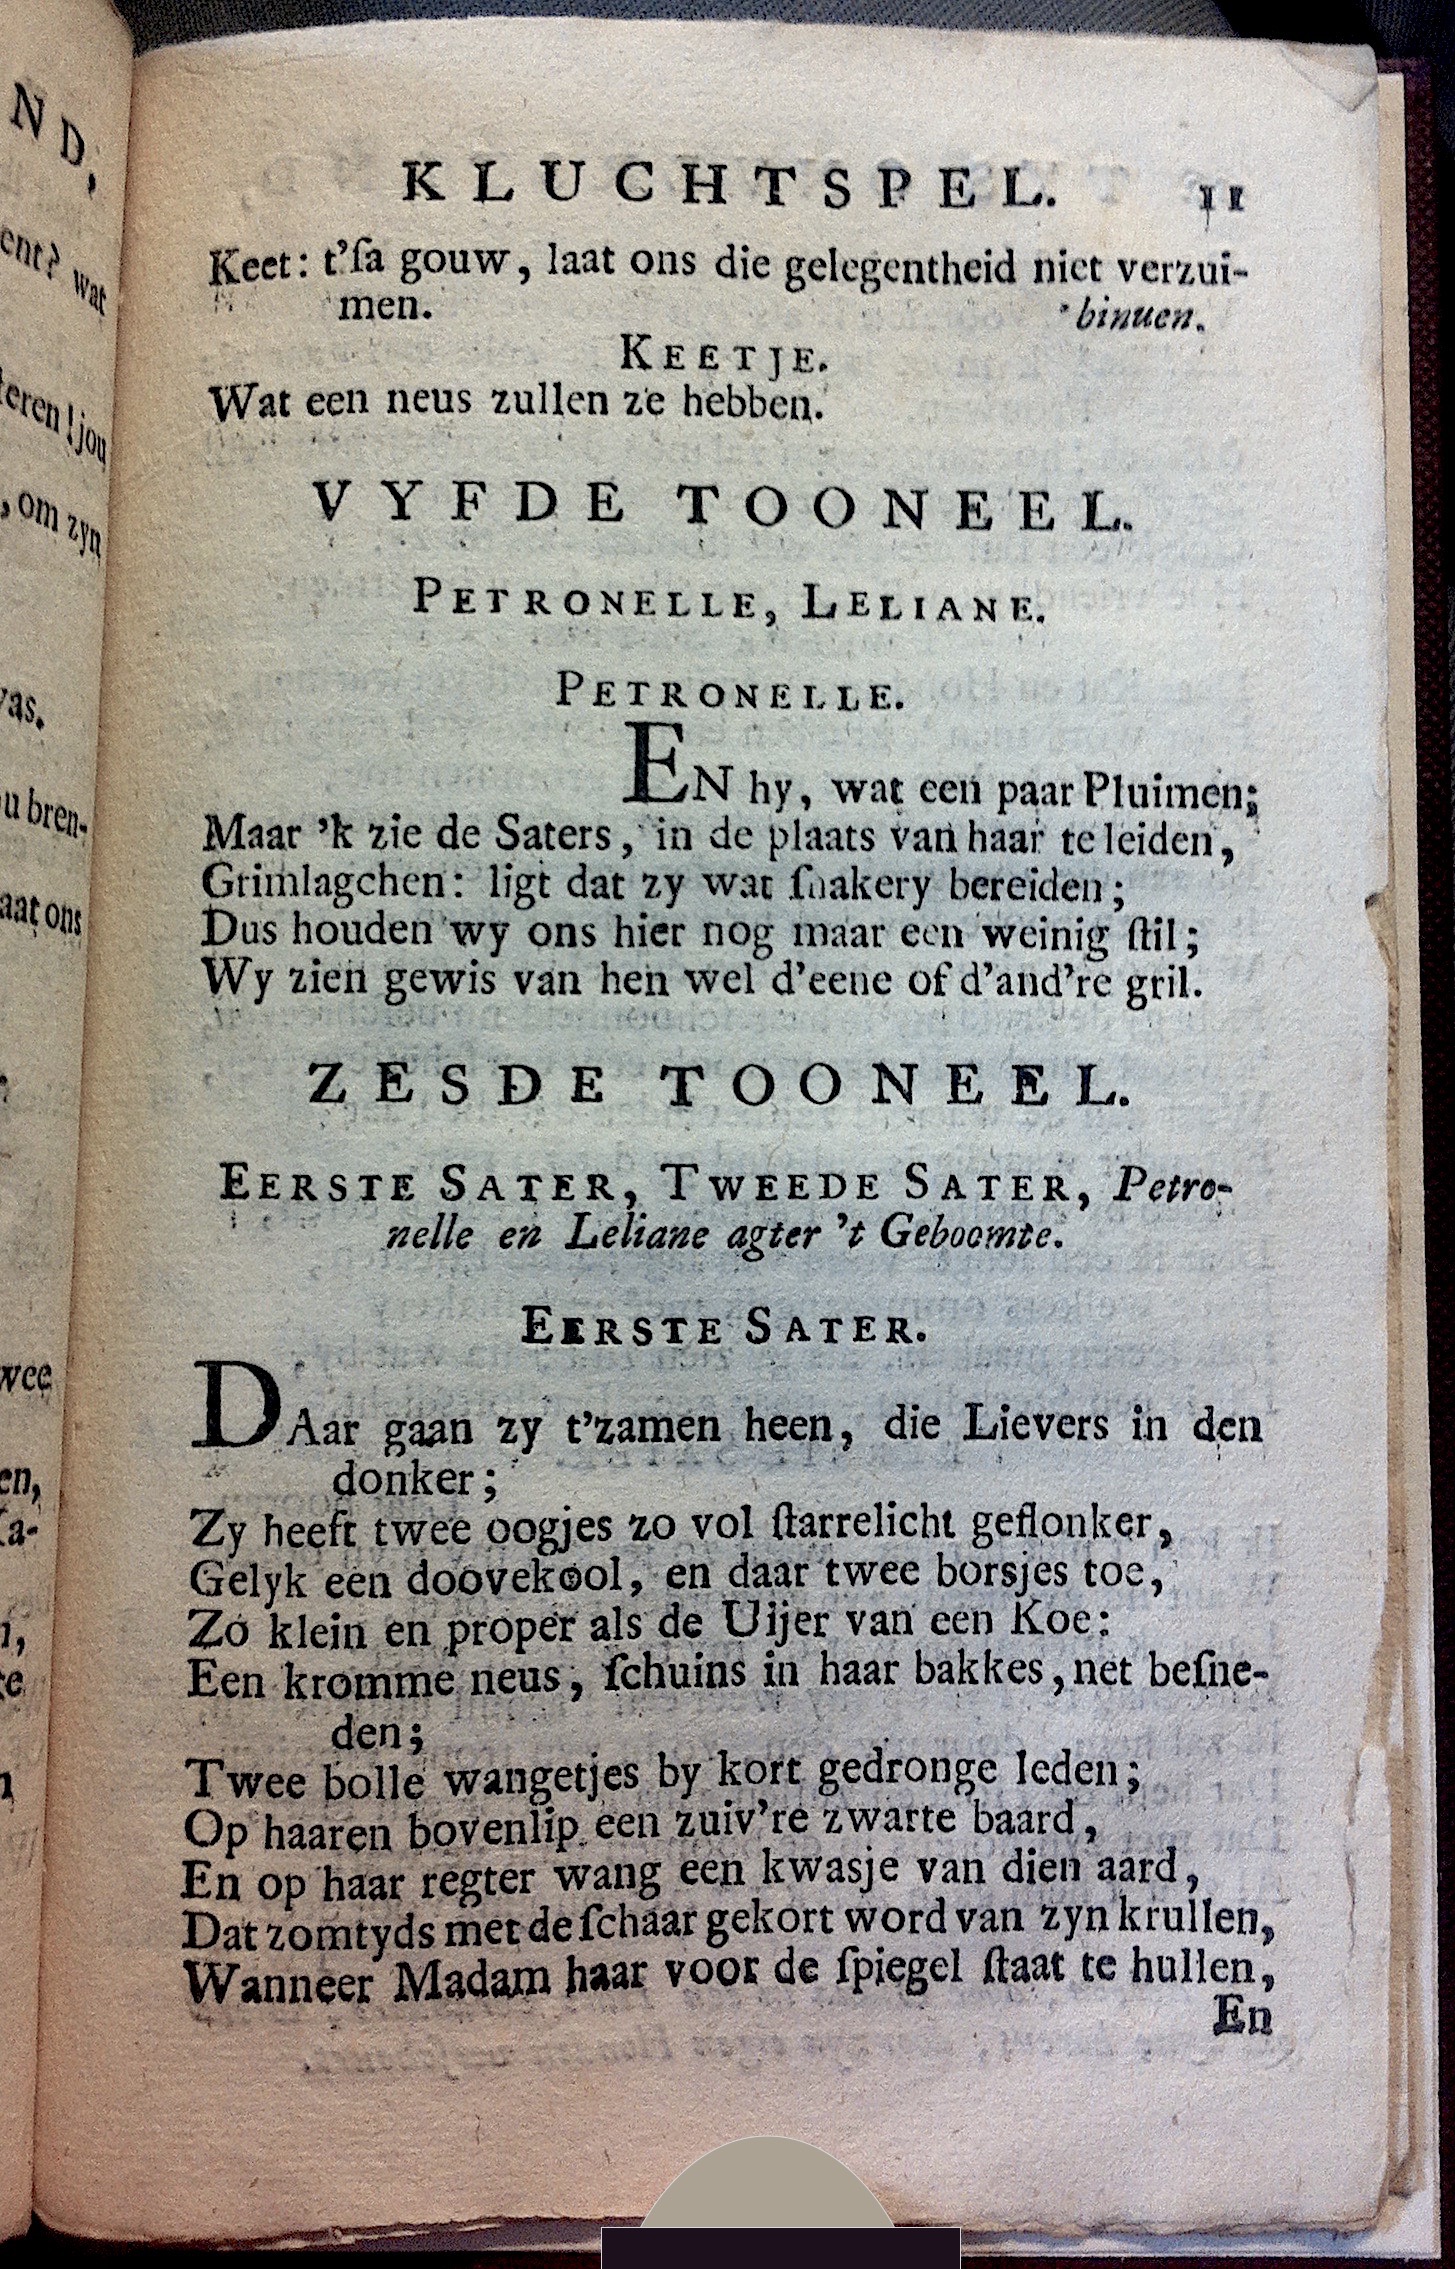 KLUCHTSPEL. 11
Keet: t'ſa gouw, laat ons die gelegentheid niet verzui-
men. binnen.
KEETJE.
Wat een neus zullen ze hebben.
VYFDE TOONEEL.
PETRONELLE, LELIANE.
PETRONELLE.
EN hy, wat een paar Pluimen;
Maar 'k zie de Saters, in de plaats van haar te leiden,
Grimlagchen: ligt dat zy wat ſnakery bereiden;
Dus houden wy ons hier nog maar een weinig ſtil;
Wy zien gewis van hen wel d'eene of d'and're gril.
ZESDE TOONEEL.
EERSTE SATER, TWEEDE SATER, Petro-
nelle en Leliane agter 't Geboomte.
EERSTE SATER.
DAar gaan zy t'zamen heen, die Lievers in den
donker;
Zy heeft twee oogjes zo vol ſtarrelicht geflonker,
Gelyk een doovekool, en daar twee borsjes toe,
Zo klein en proper als de Uijer van een Koe:
Een kromme neus, ſchuins in haar bakkes, net beſne-
den;
Twee bolle wangetjes by kort gedronge leden;
Op haaren bovenlip een zuiv're zwarte baard,
En op haar regter wang een kwasje van dien aard,
Dat zomtyds met de ſchaar gekort word van zyn krullen,
Wanneer Madam haar voor de ſpiegel ſtaat te hullen,
En